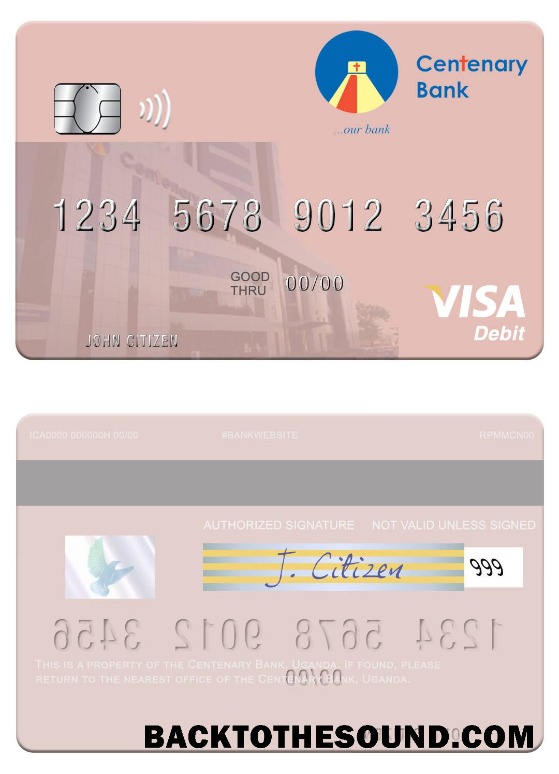 Centenary
Bank
...our bank
Centenary
1234 5678 9012 3456
GOOD
THRU 00/00
VISA
Debit
JOHN CITIZEN
ICA0000 000000H 00/00 #BANKWEBSITE RPMMCN00
AUTHORIZED SIGNATURE NOT VALID UNLESS SIGNED
J. Citizen 999
1234 5678 9012 3456
THIS IS A PROPERTY OF THE CENTENARY BANK, UGANDA. IF FOUND, PLEASE
RETURN TO THE NEAREST OFFICE OF THE CENTENARY BANK, UGANDA.
00/00
BACKTOTHESOUND.COM